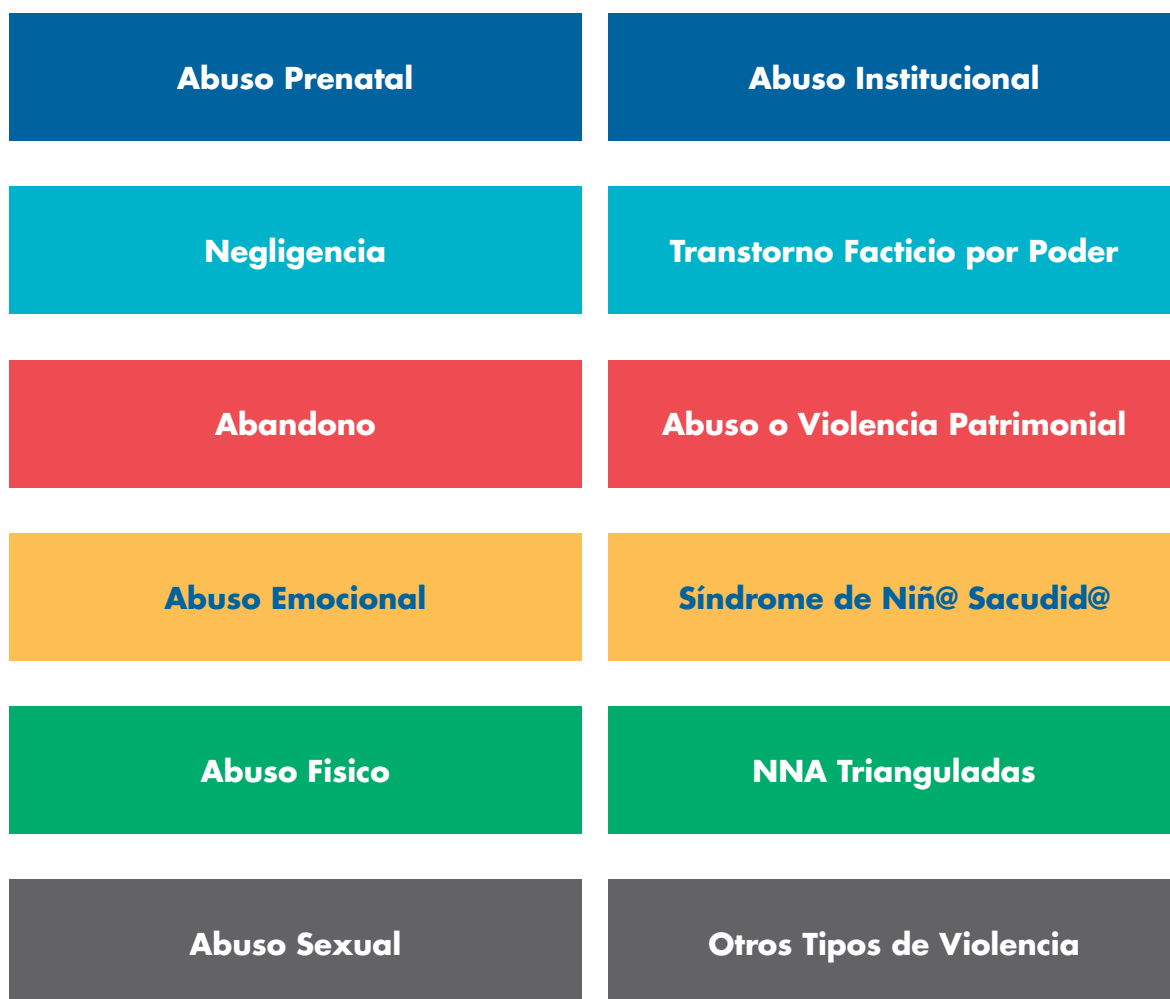 Abuso Prenatal
Abuso Institucional
Negligencia
Transtorno Facticio por Poder
Abandono
Abuso o Violencia Patrimonial
Abuso Emocional
Síndrome de Niñ@ Sacudid@
Abuso Fisico
NNA Trianguladas
Abuso Sexual
Otros Tipos de Violencia